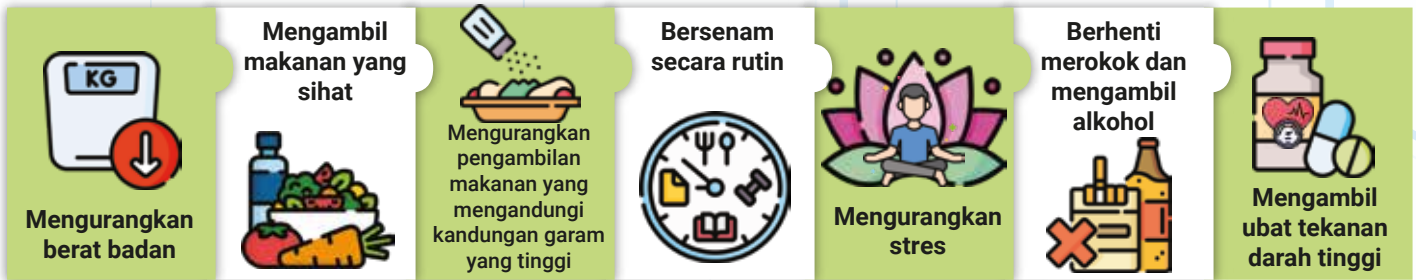 KG
Mengurangkan
berat badan
Mengambil
makanan yang
sihat
Mengurangkan
pengambilan
makanan yang
mengandungi
kandungan garam
yang tinggi
Bersenam
secara rutin
Mengurangkan
stres
Berhenti
merokok dan
mengambil
alkohol
Mengambil
ubat tekanan
darah tinggi